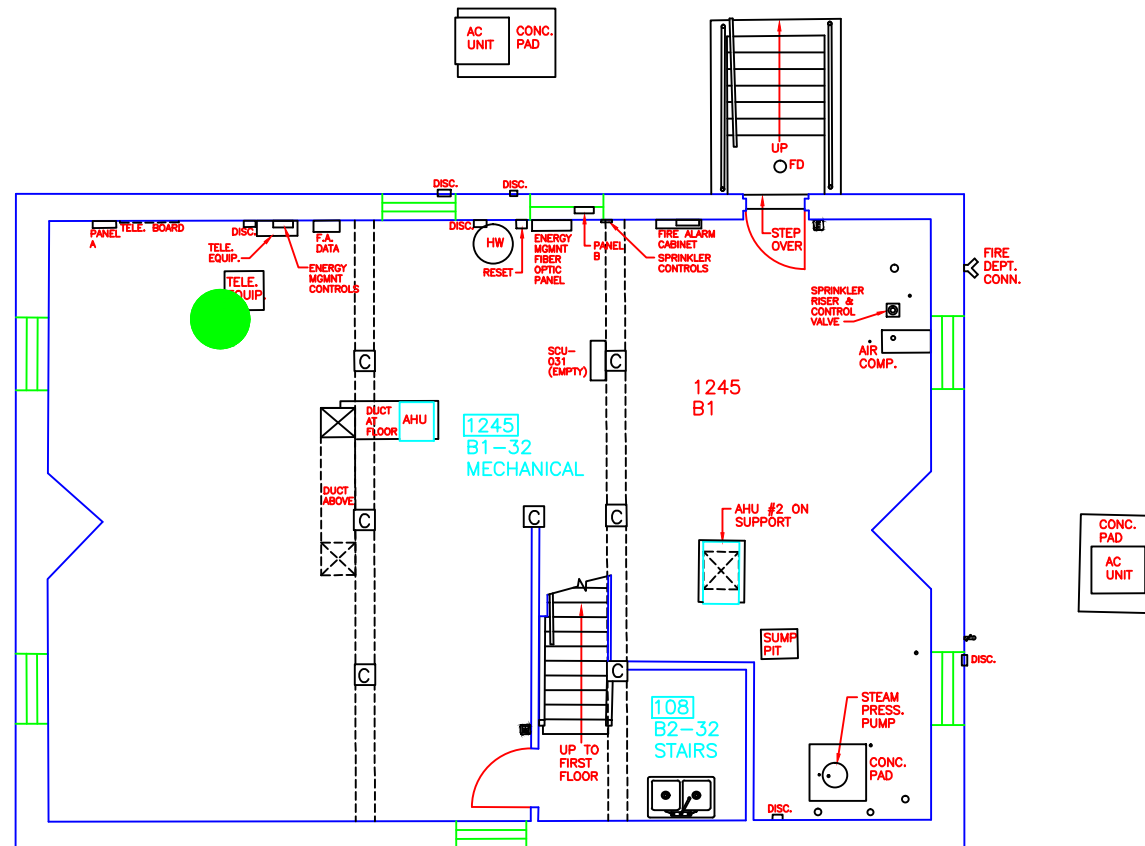 AC
UNIT
CONC.
PAD
UP
FD
DISC.
DISC.
PANEL
A
TELE. BOARD
DISC.
TELE.
EQUIP.
ENERGY
MGMNT
CONTROLS
F.A.
DATA
TELE.
DISC.
HW
RESET
ENERGY
MGMNT
FIBER
OPTIC
PANEL
PANEL
B
SPRINKLER
CONTROLS
FIRE ALARM
CABINET
STEP
OVER
FIRE
DEPT.
CONN.
SPRINKLER
RISER &
CONTROL
VALVE
AIR
COMP.
C
SCU-
031
(EMPTY)
C
1245
B1
DUCT
AT
FLOOR
AHU
1245
B1-32
MECHANICAL
DUCT
ABOVE
C
C
C
AHU #2 ON
SUPPORT
CONC.
PAD
AC
UNIT
SUMP
PIT
DISC.
C
C
108
B2-32
STAIRS
UP TO
FIRST
FLOOR
STEAM
PRESS.
PUMP
CONC.
PAD
DISC.